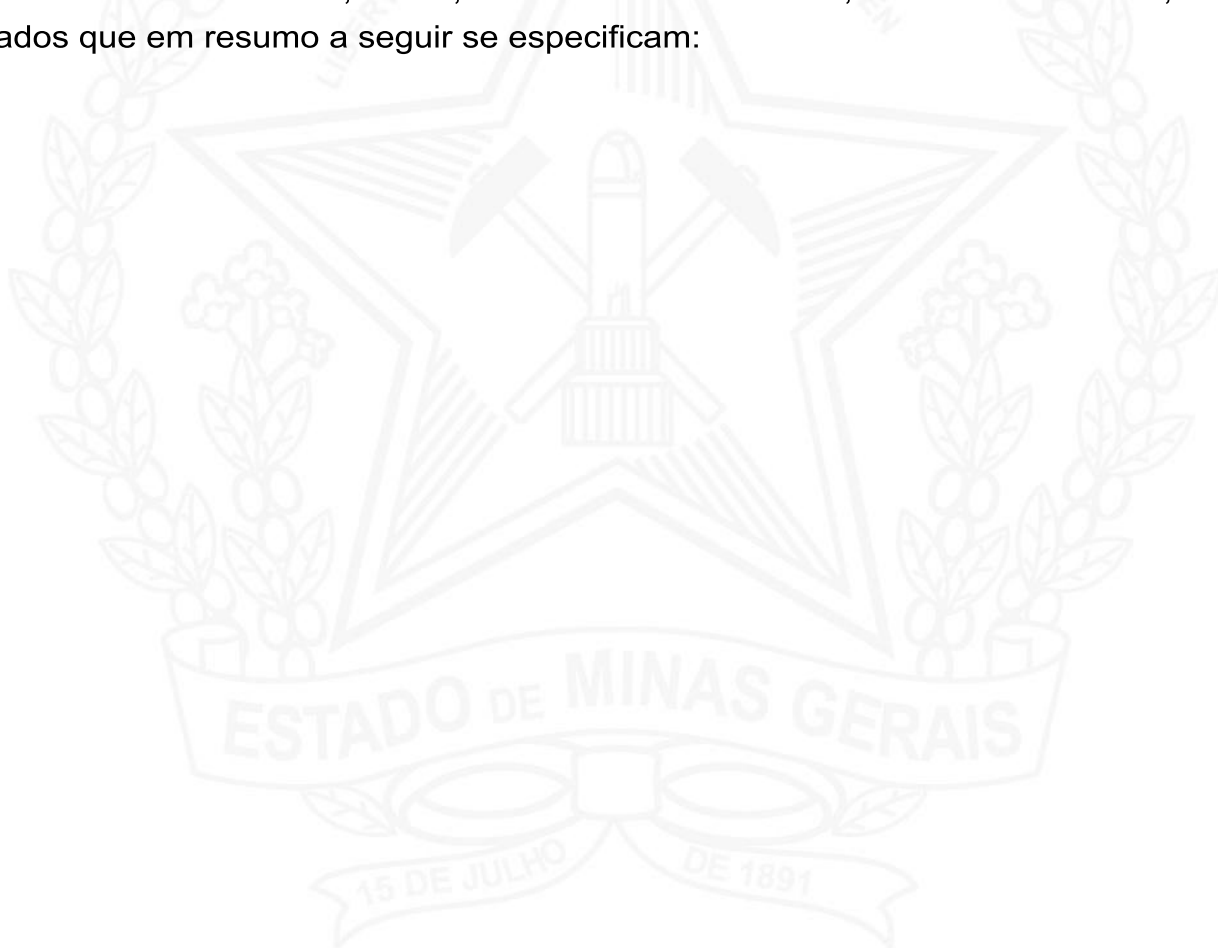 ados que em resumo a seguir se especificam:
ESTADO DE MINAS GERAIS
15 DE JULHO DE 1891